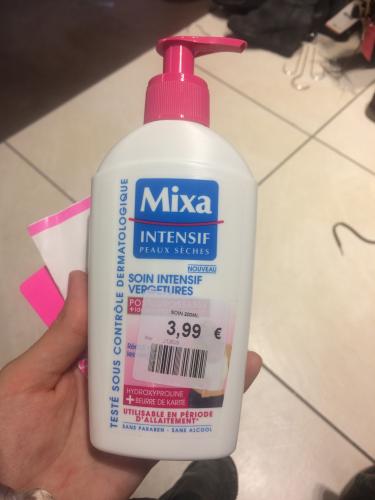 Mixa
INTENSIF
PEAUX SÈCHES
NOUVEAU
SOIN INTENSIF
VERGETURES
SOIN 200ML
3,99 €
HYDROXYPROLINE
+ BEURRE DE KARITÉ
UTILISABLE EN PÉRIODE
D'ALLAITEMENT*
SANS PARABEN - SANS ALCOOL
TESTÉ SOUS CONTRÔLE DERMATOLOGIQUE